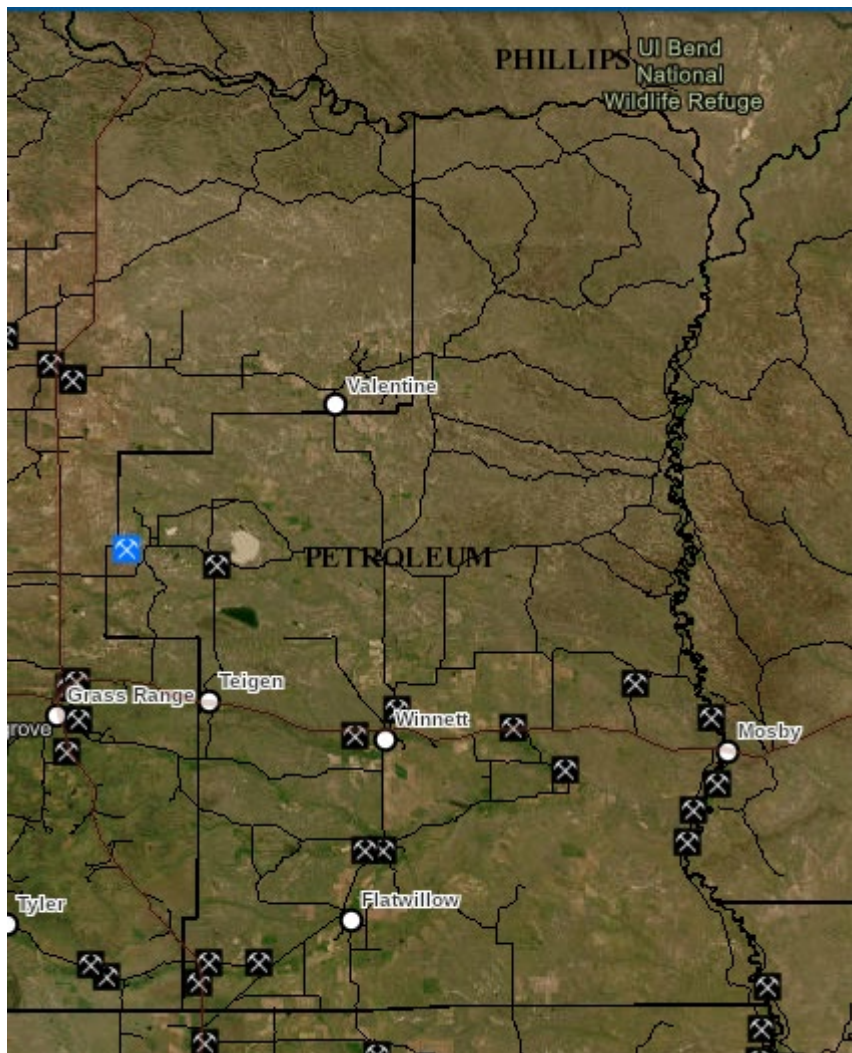 PHILLIPS
Ul Bend
National
Wildlife Refuge
Valentine
PETROLEUM
Teigen
Grass Range
grove
Winnett
Mosby
Flatwillow
Tyler